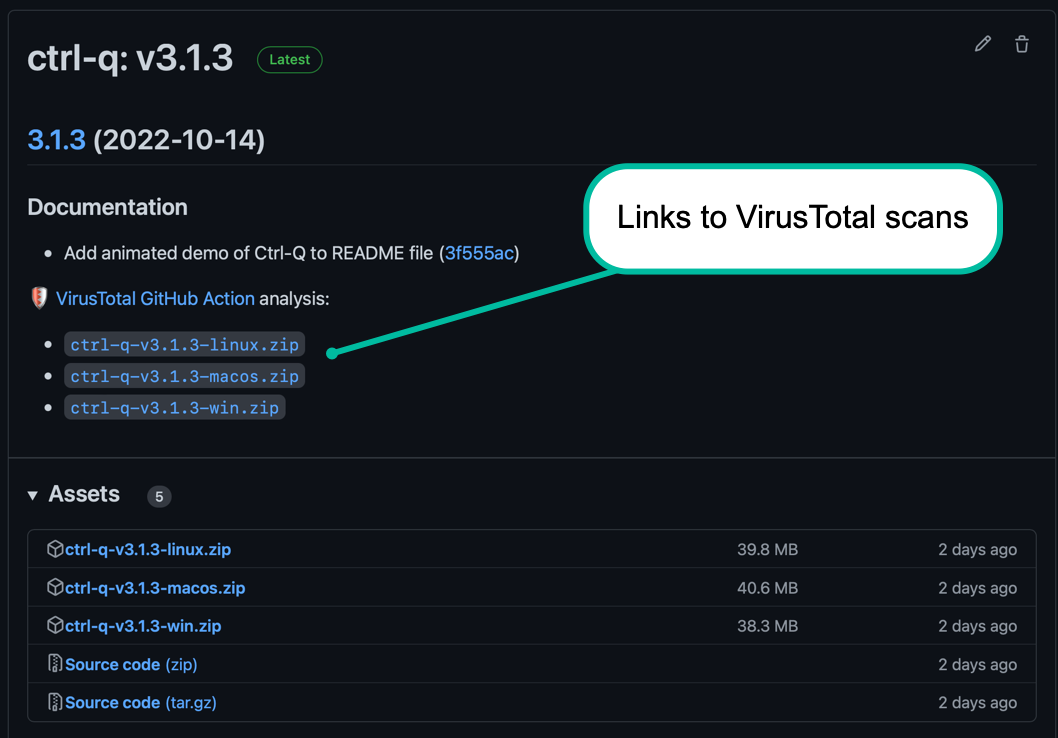 ctrl-q: v3.1.3 Latest
3.1.3 (2022-10-14)
Links to VirusTotal scans
Documentation
Add animated demo of Ctrl-Q to README file (3f555ac)
VirusTotal GitHub Action analysis:
ctrl-q-v3.1.3-linux.zip
ctrl-q-v3.1.3-macos.zip
ctrl-q-v3.1.3-win.zip
Assets 5
ctrl-q-v3.1.3-linux.zip 39.8 MB 2 days ago
ctrl-q-v3.1.3-macos.zip 40.6 MB 2 days ago
ctrl-q-v3.1.3-win.zip 38.3 MB 2 days ago
Source code (zip) 2 days ago
Source code (tar.gz) 2 days ago